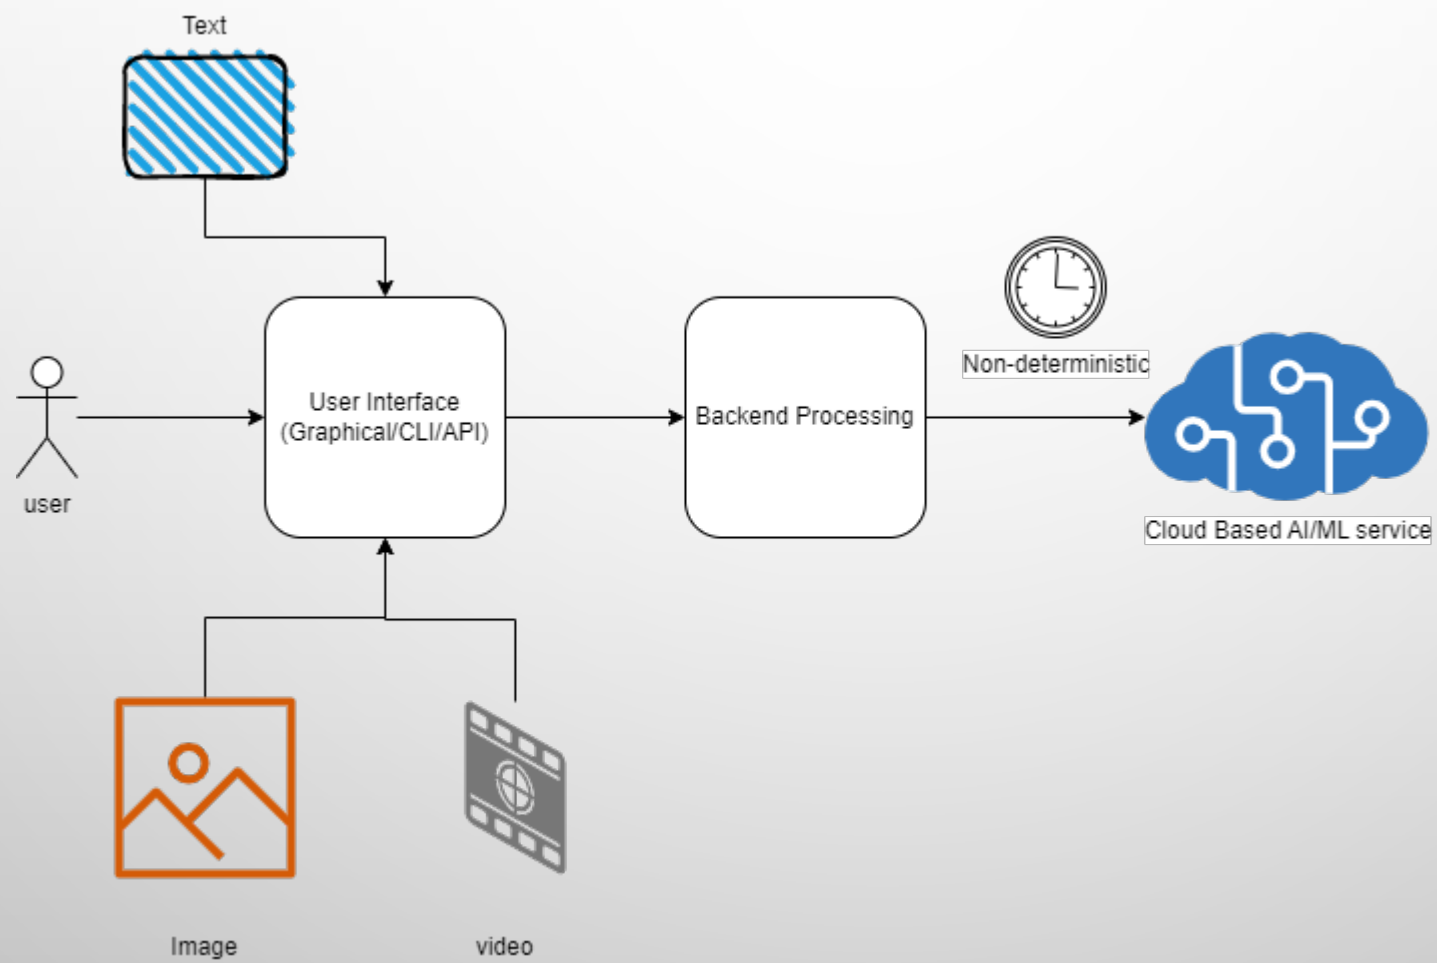 Text
Non-deterministic
User Interface
(Graphical/CLI/API)
Backend Processing
user
Cloud Based AI/ML service
Image
video